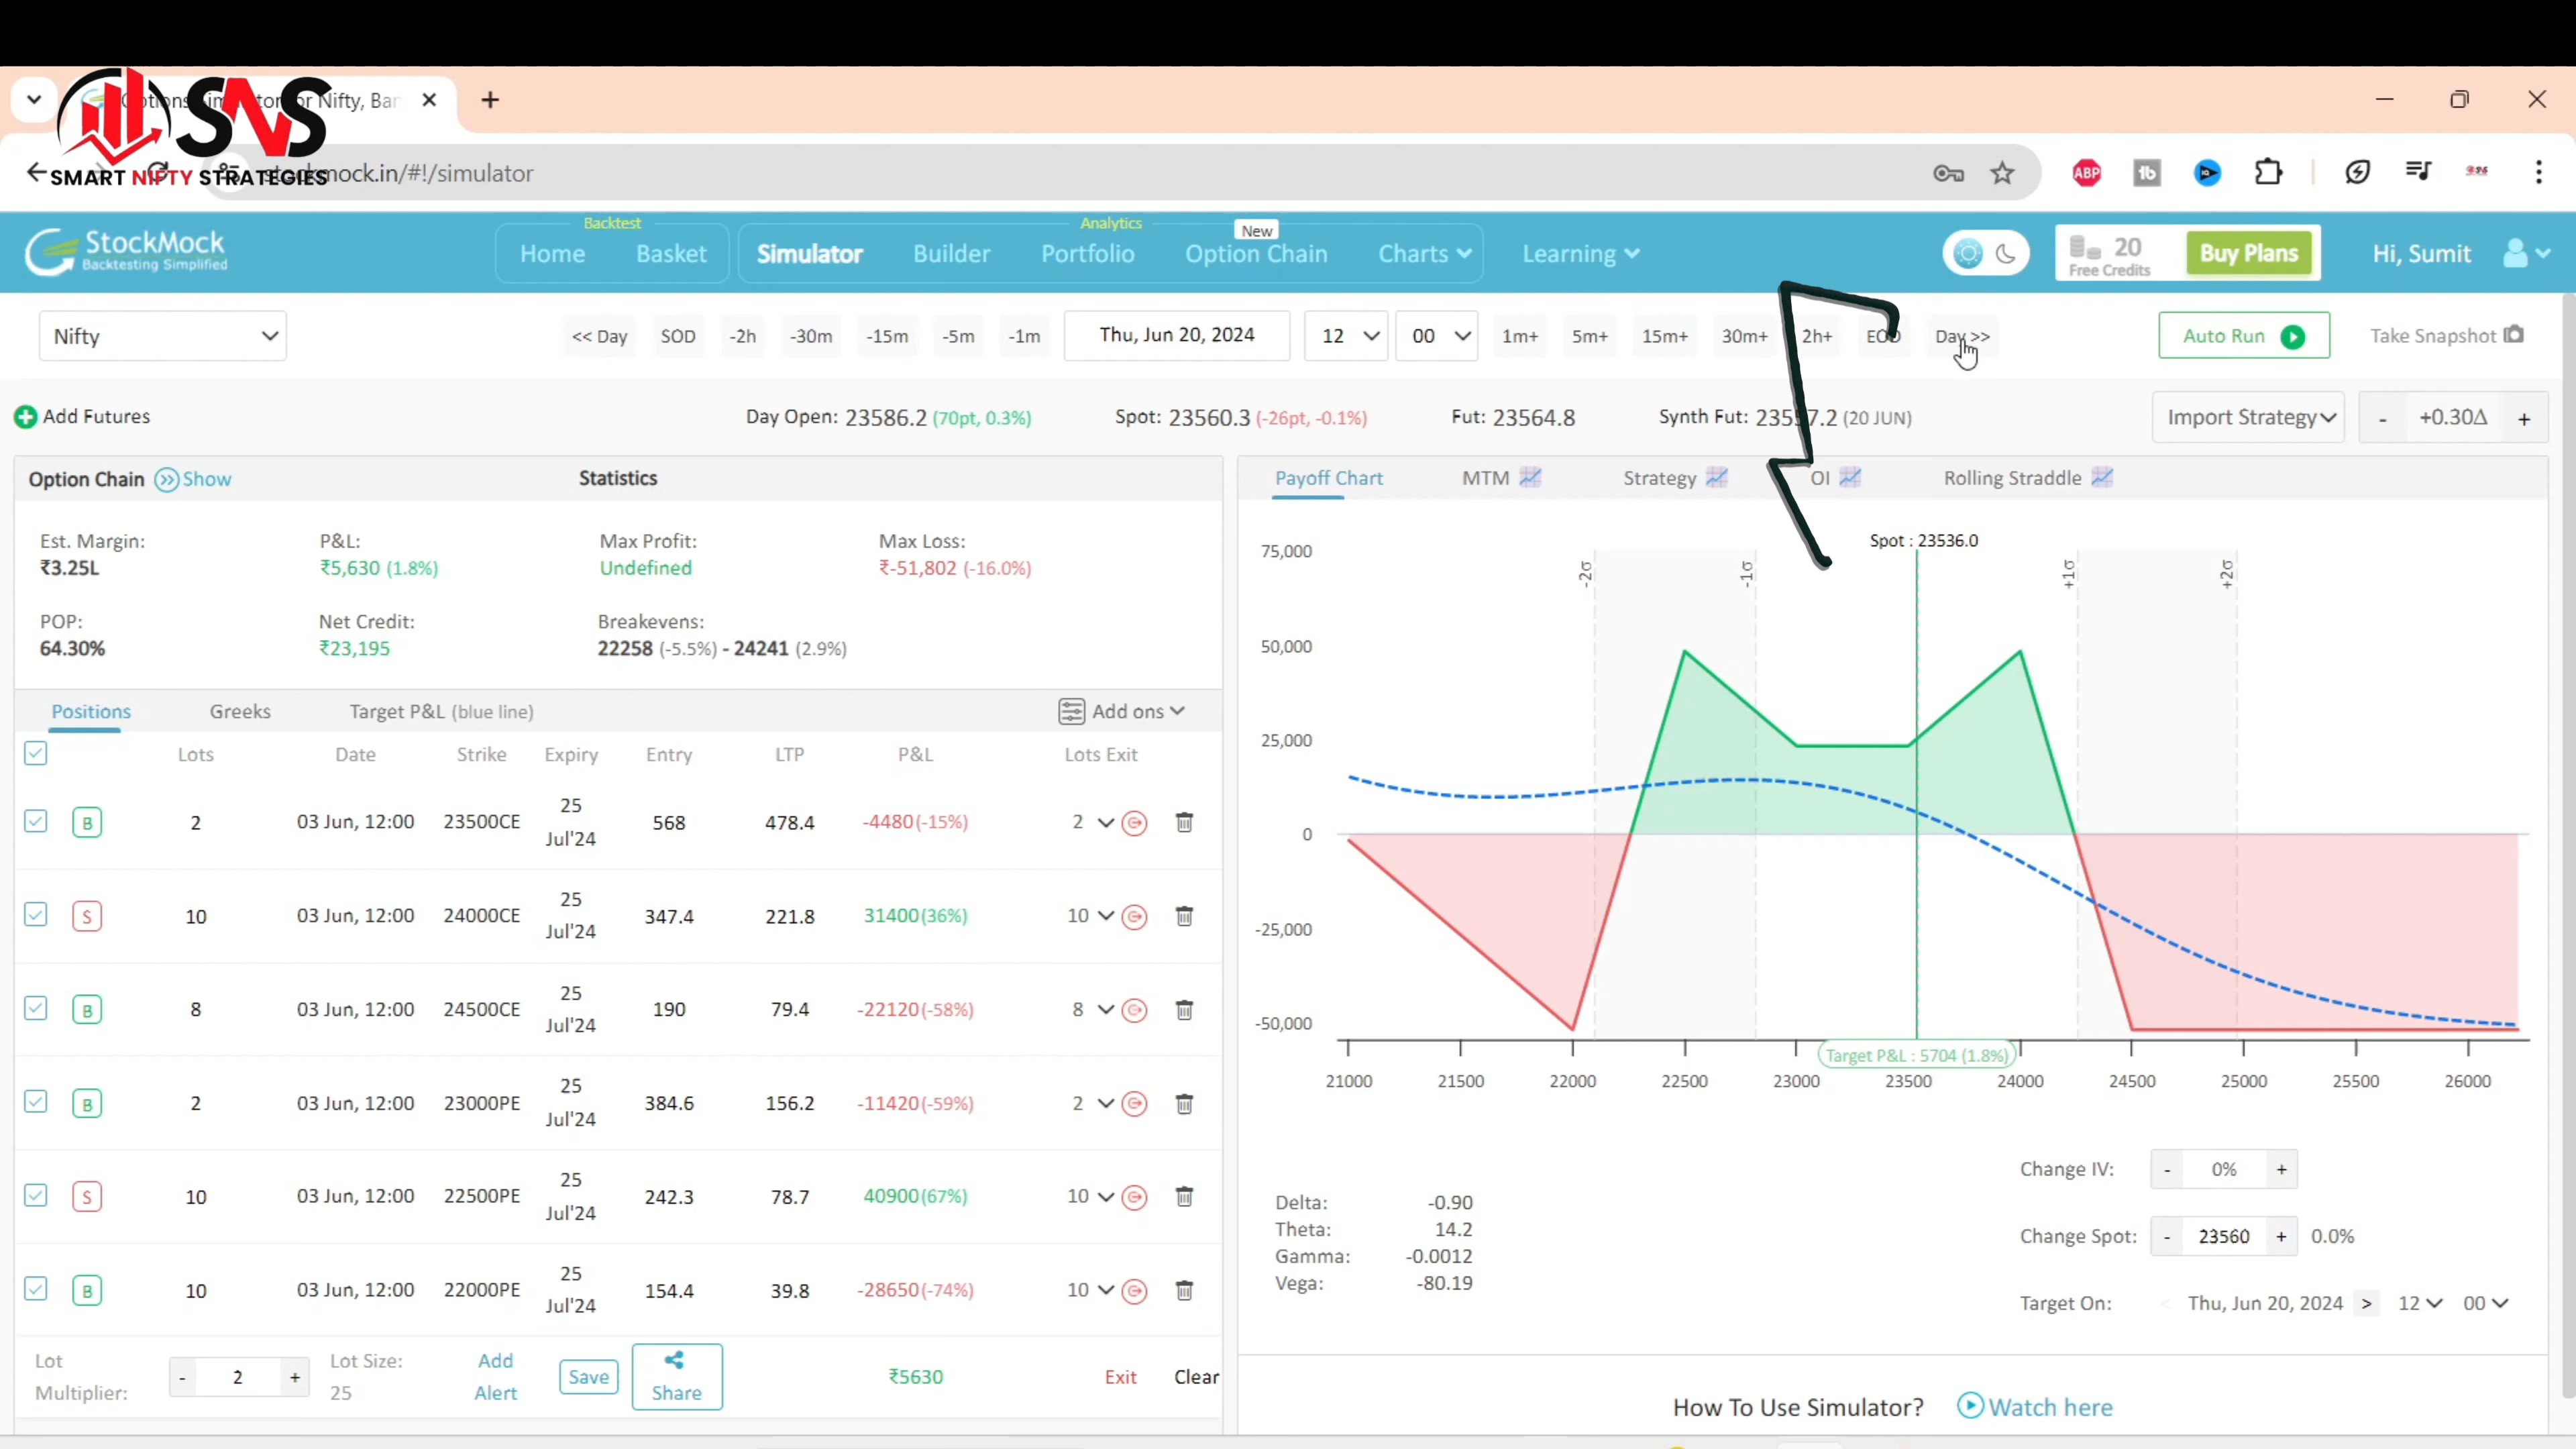 Options Simulator for Nifty, Ban
SNS
SMART NIFTY STRATEGIES
stockmock.in/#!/simulator
ABP
StockMock
Backtesting Simplified
Backtest
Home Basket
Analytics
Simulator Builder Portfolio Option Chain Charts
New
Learning
20
Free Credits
Buy Plans
Hi, Sumit
Nifty
<< Day SOD -2h -30m -15m -5m -1m Thu, Jun 20, 2024 12 00 1m+ 5m+ 15m+ 30m+ 2h+ EOD Day >>
Auto Run
Take Snapshot
Add Futures
Day Open: 23586.2 (70pt, 0.3%) Spot: 23560.3 (-26pt, -0.1%) Fut: 23564.8 Synth Fut: (20 JUN)
Import Strategy
- +0.30Δ +
Option Chain Show
Statistics
Est. Margin: P&L: Max Profit: Max Loss:
₹3.25L ₹5,630 (1.8%) Undefined ₹-51,802 (-16.0%)
POP: Net Credit: Breakevens:
64.30% ₹23,195 22258 (-5.5%) - 24241 (2.9%)
Positions Greeks Target P&L (blue line) Add ons
Lots Date Strike Expiry Entry LTP P&L Lots Exit
B 2 03 Jun, 12:00 23500CE 25 Jul'24 568 478.4 -4480(-15%) 2
S 10 03 Jun, 12:00 24000CE 25 Jul'24 347.4 221.8 31400(36%) 10
B 8 03 Jun, 12:00 24500CE 25 Jul'24 190 79.4 -22120(-58%) 8
B 2 03 Jun, 12:00 23000PE 25 Jul'24 384.6 156.2 -11420(-59%) 2
S 10 03 Jun, 12:00 22500PE 25 Jul'24 242.3 78.7 40900(67%) 10
B 10 03 Jun, 12:00 22000PE 25 Jul'24 154.4 39.8 -28650(-74%) 10
Lot Multiplier: - 2 + Lot Size: 25 Add Alert Save Share ₹5630 Exit Clear
Payoff Chart MTM Strategy OI Rolling Straddle
Spot : 23536.0
-2σ -1σ +1σ +2σ
75,000
50,000
25,000
0
-25,000
-50,000
Target P&L : 5704 (1.8%)
21000 21500 22000 22500 23000 23500 24000 24500 25000 25500 26000
Delta: -0.90
Theta: 14.2
Gamma: -0.0012
Vega: -80.19
Change IV: - 0% +
Change Spot: - 23560 + 0.0%
Target On: < Thu, Jun 20, 2024 > 12 00
How To Use Simulator? Watch here